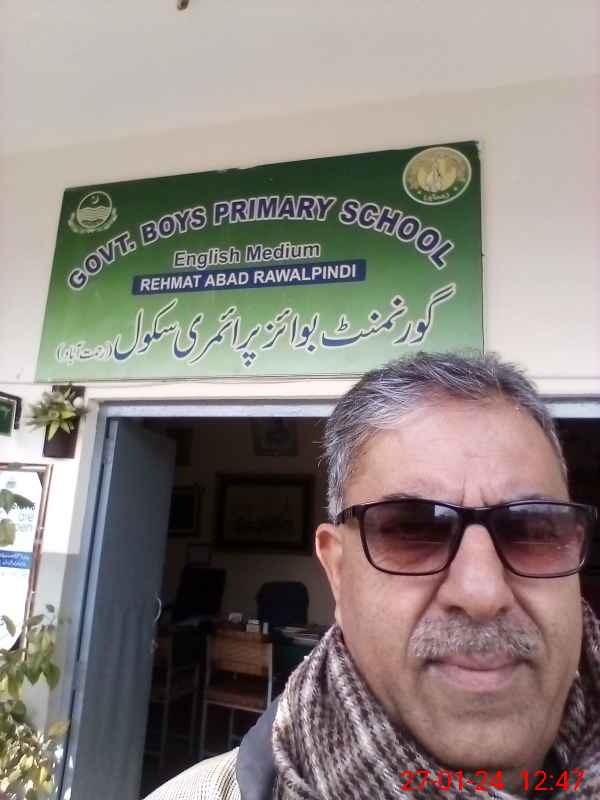 GOVT. BOYS PRIMARY SCHOOL
English Medium
REHMAT ABAD RAWALPINDI
گورنمنٹ بوائز پرائمری سکول (رحمت آباد)
27-01-24 12:47